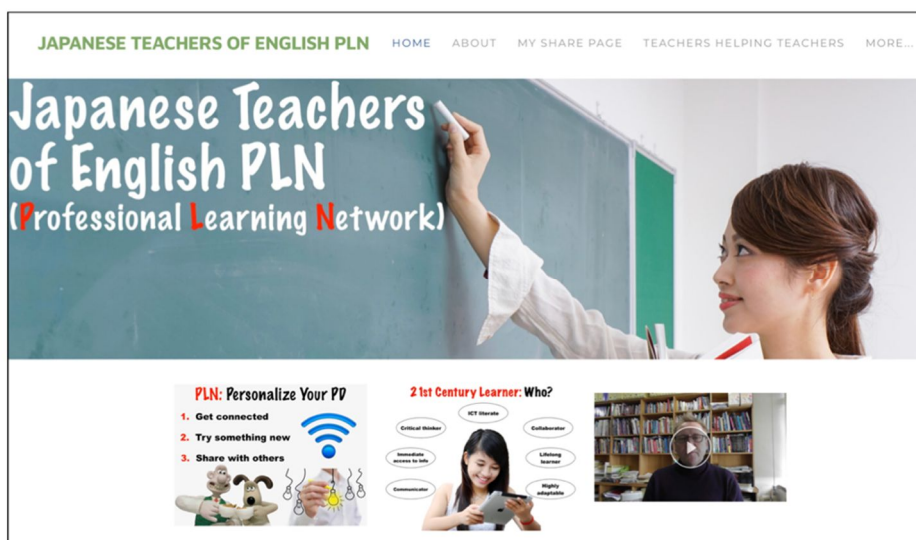 JAPANESE TEACHERS OF ENGLISH PLN HOME ABOUT MY SHARE PAGE TEACHERS HELPING TEACHERS MORE...
Japanese Teachers
of English PLN
(Professional Learning Network)
PLN: Personalize Your PD
1. Get connected
2. Try something new
3. Share with others
21st Century Learner: Who?
ICT literate
Critical thinker
Collaborator
Immediate
access to info
Lifelong
learner
Communicator
Highly
adaptable